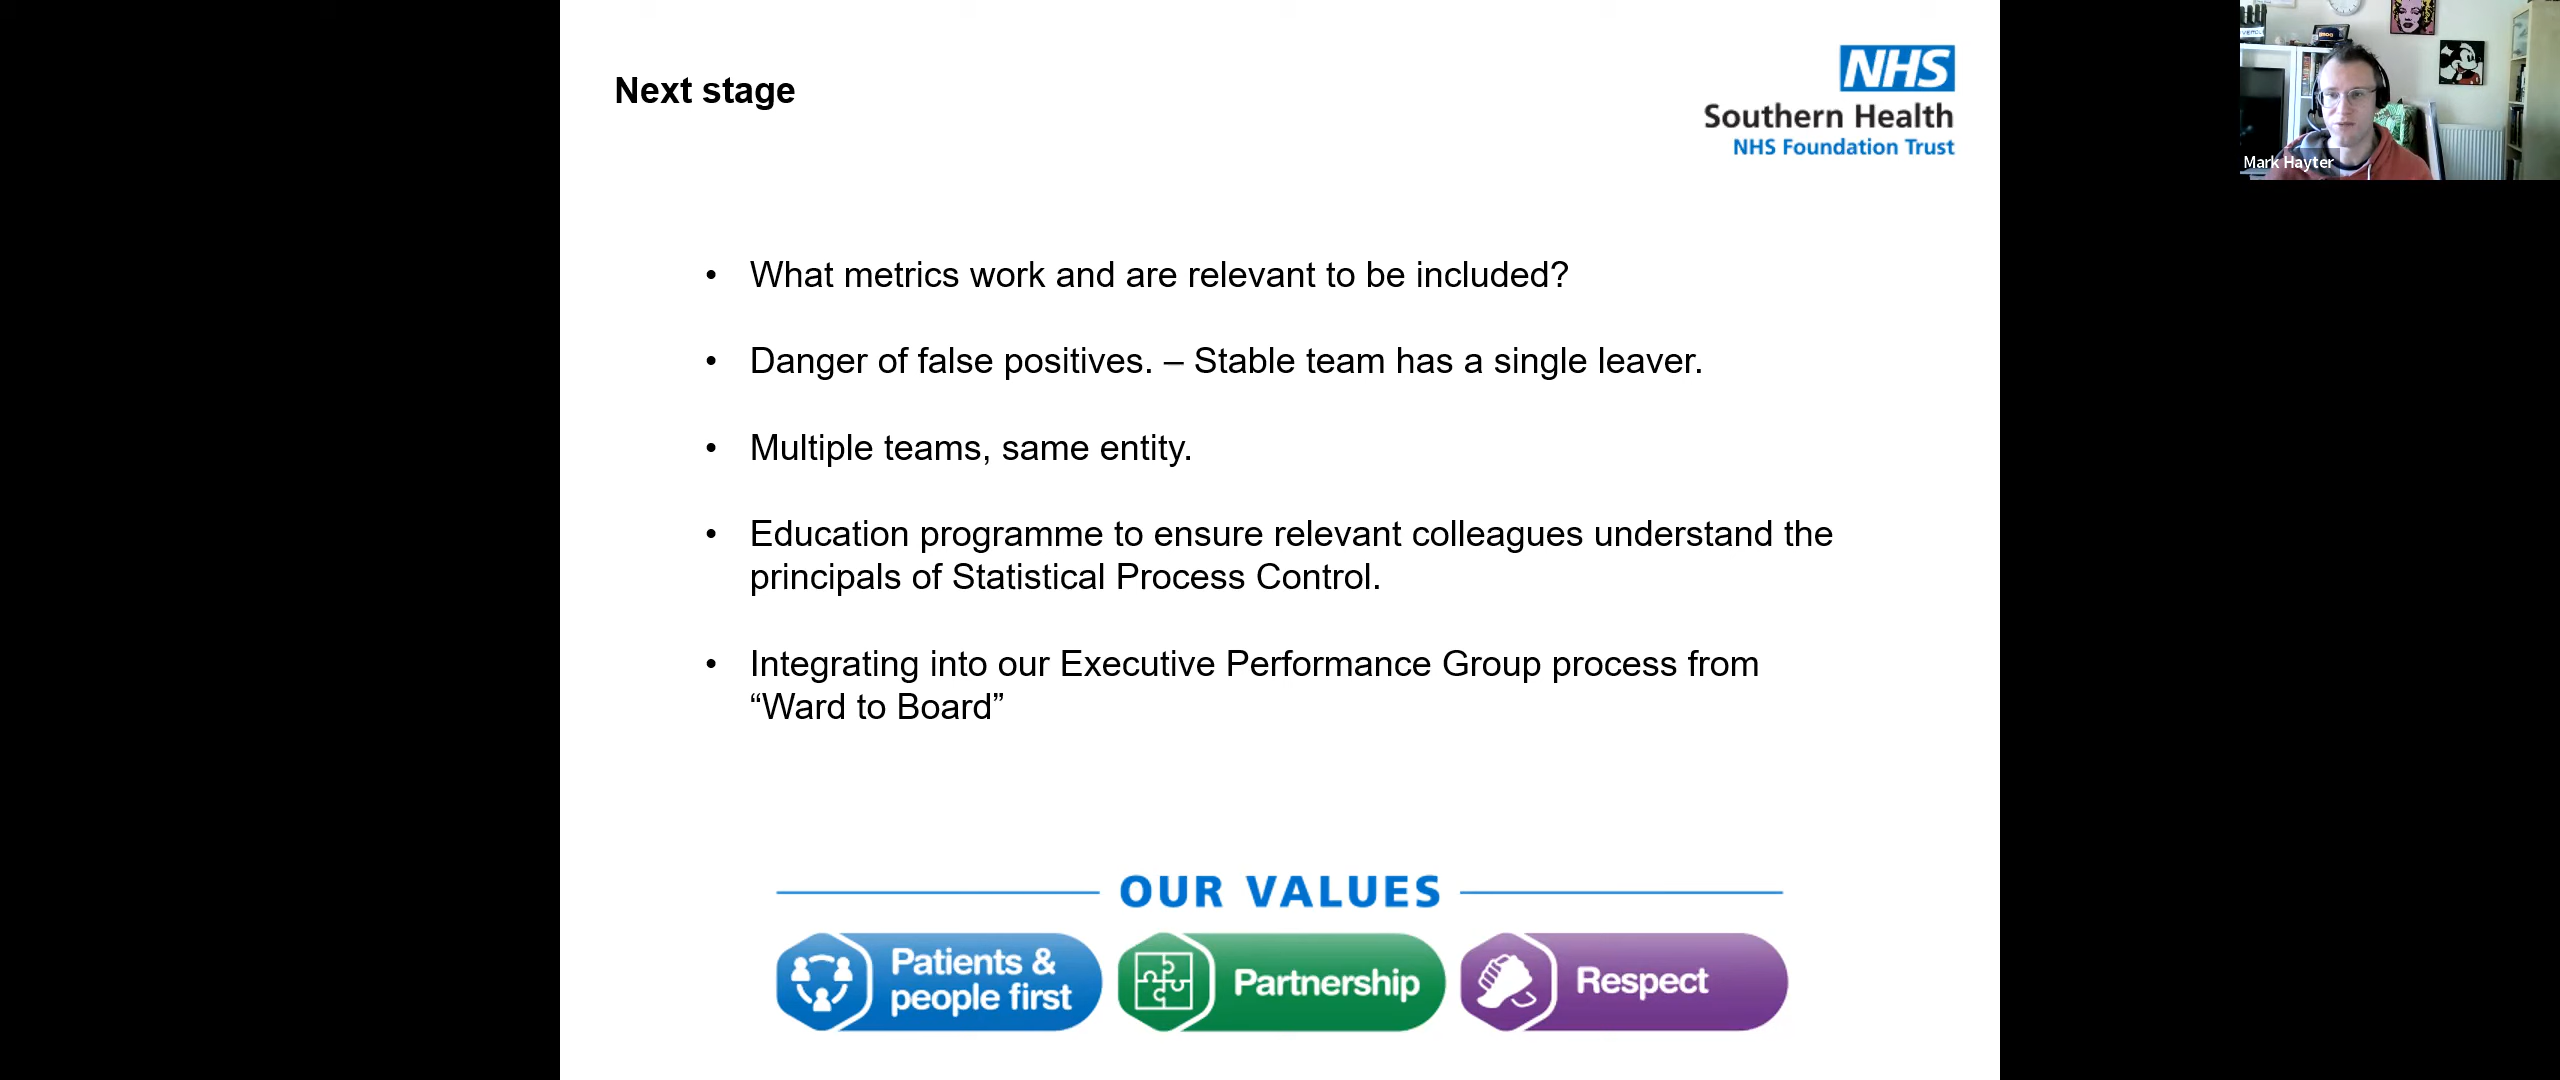 Next stage
NHS
Southern Health
NHS Foundation Trust
Mark Hayter
• What metrics work and are relevant to be included?
• Danger of false positives. – Stable team has a single leaver.
• Multiple teams, same entity.
• Education programme to ensure relevant colleagues understand the
principals of Statistical Process Control.
• Integrating into our Executive Performance Group process from
“Ward to Board”
OUR VALUES
Patients &
people first
Partnership
Respect